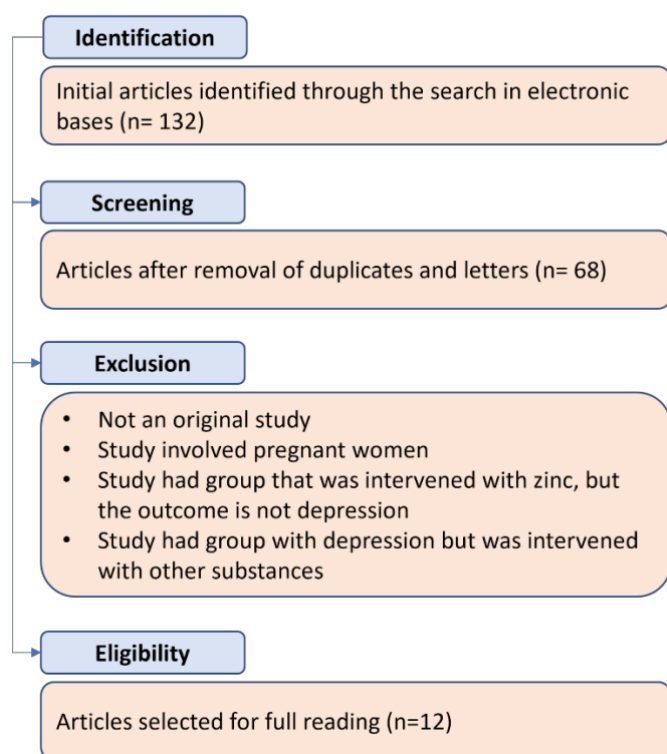 Identification
Initial articles identified through the search in electronic
bases (n= 132)
Screening
Articles after removal of duplicates and letters (n= 68)
Exclusion
• Not an original study
• Study involved pregnant women
• Study had group that was intervened with zinc, but
the outcome is not depression
• Study had group with depression but was intervened
with other substances
Eligibility
Articles selected for full reading (n=12)